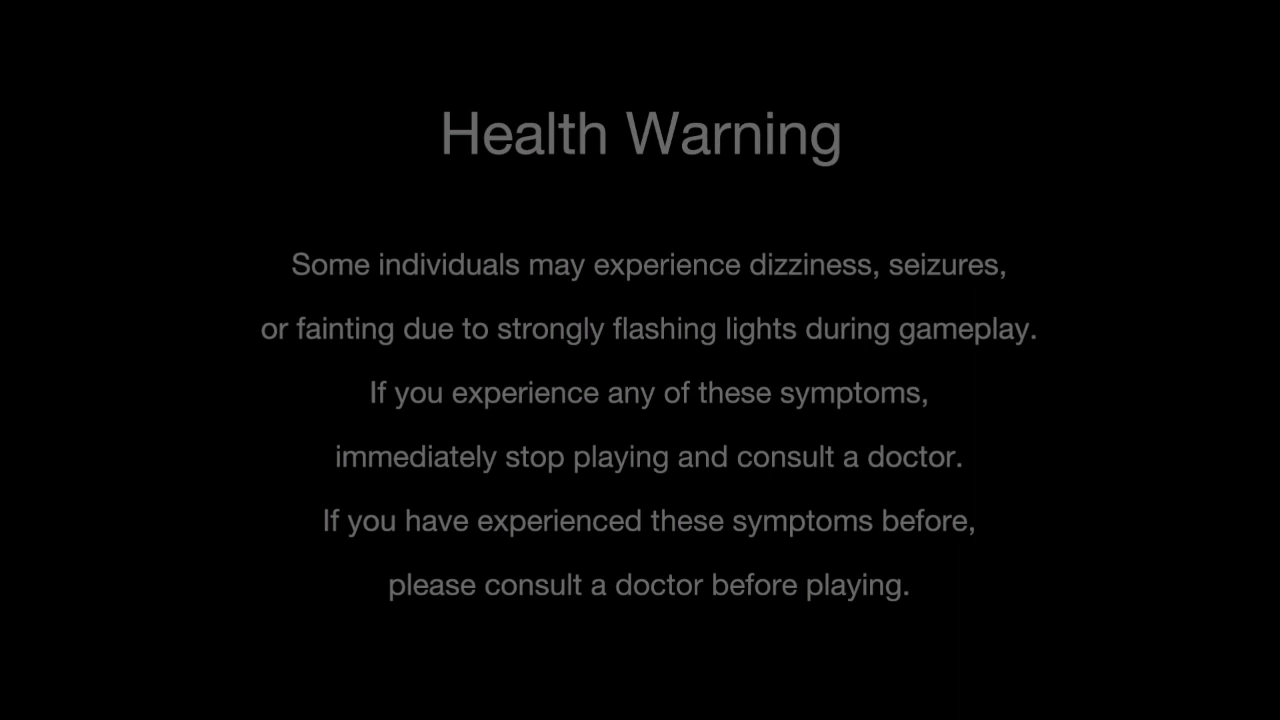 Health Warning
Some individuals may experience dizziness, seizures,
or fainting due to strongly flashing lights during gameplay.
If you experience any of these symptoms,
immediately stop playing and consult a doctor.
If you have experienced these symptoms before,
please consult a doctor before playing.